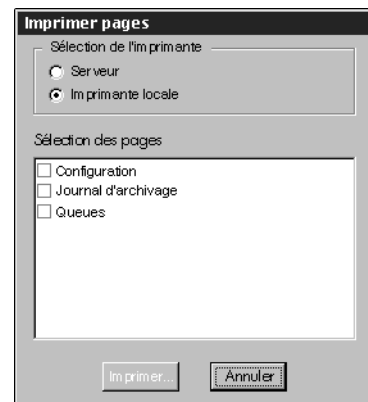 Imprimer pages
Sélection de l'imprimante
Serveur
Imprimante locale
Sélection des pages
Configuration
Journal d'archivage
Queues
Imprimer... Annuler